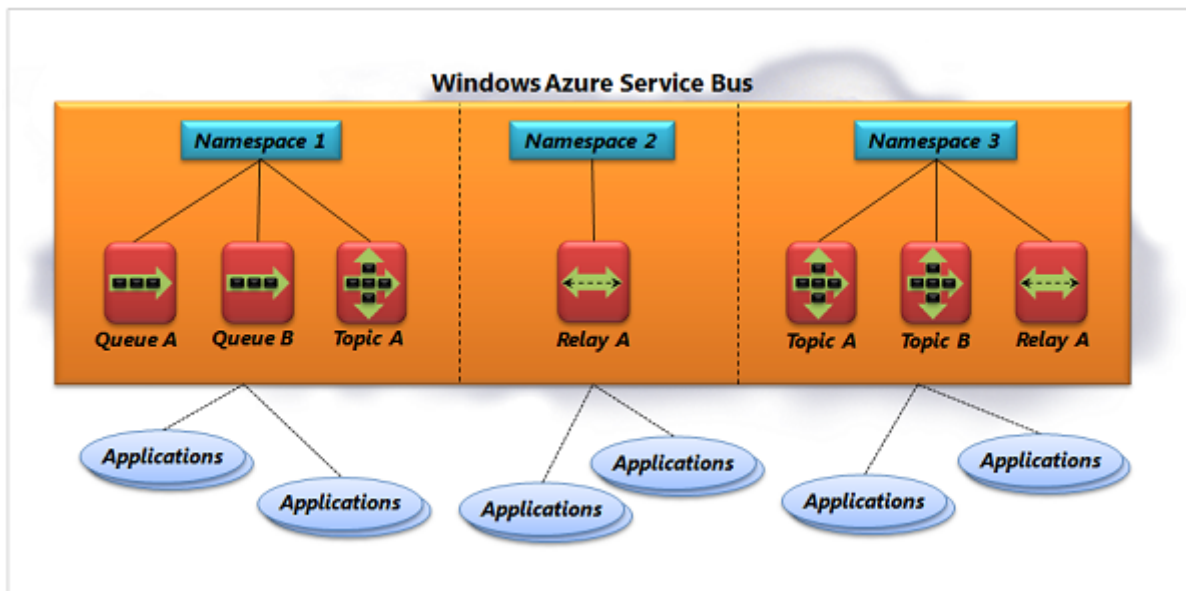 Windows Azure Service Bus
Namespace 1
Namespace 2
Namespace 3
Queue A
Queue B
Topic A
Relay A
Topic A
Topic B
Relay A
Applications
Applications
Applications
Applications
Applications
Applications